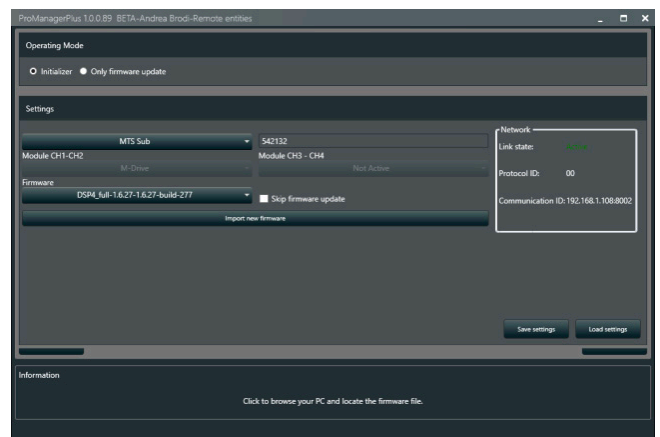 ProManagerPlus 1.0.0.89 BETA-Andrea Brodi-Remote entities
Operating Mode
Initializer Only firmware update
Settings
MTS Sub 542132
Module CH1-CH2 Module CH3 - CH4
M-Drive Not Active
Firmware
DSP4_full-1.6.27-1.6.27-build-277 Skip firmware update
Import new firmware
Network
Link state:
Protocol ID: 00
Communication ID: 192.168.1.108:8002
Save settings Load settings
Information
Click to browse your PC and locate the firmware file.